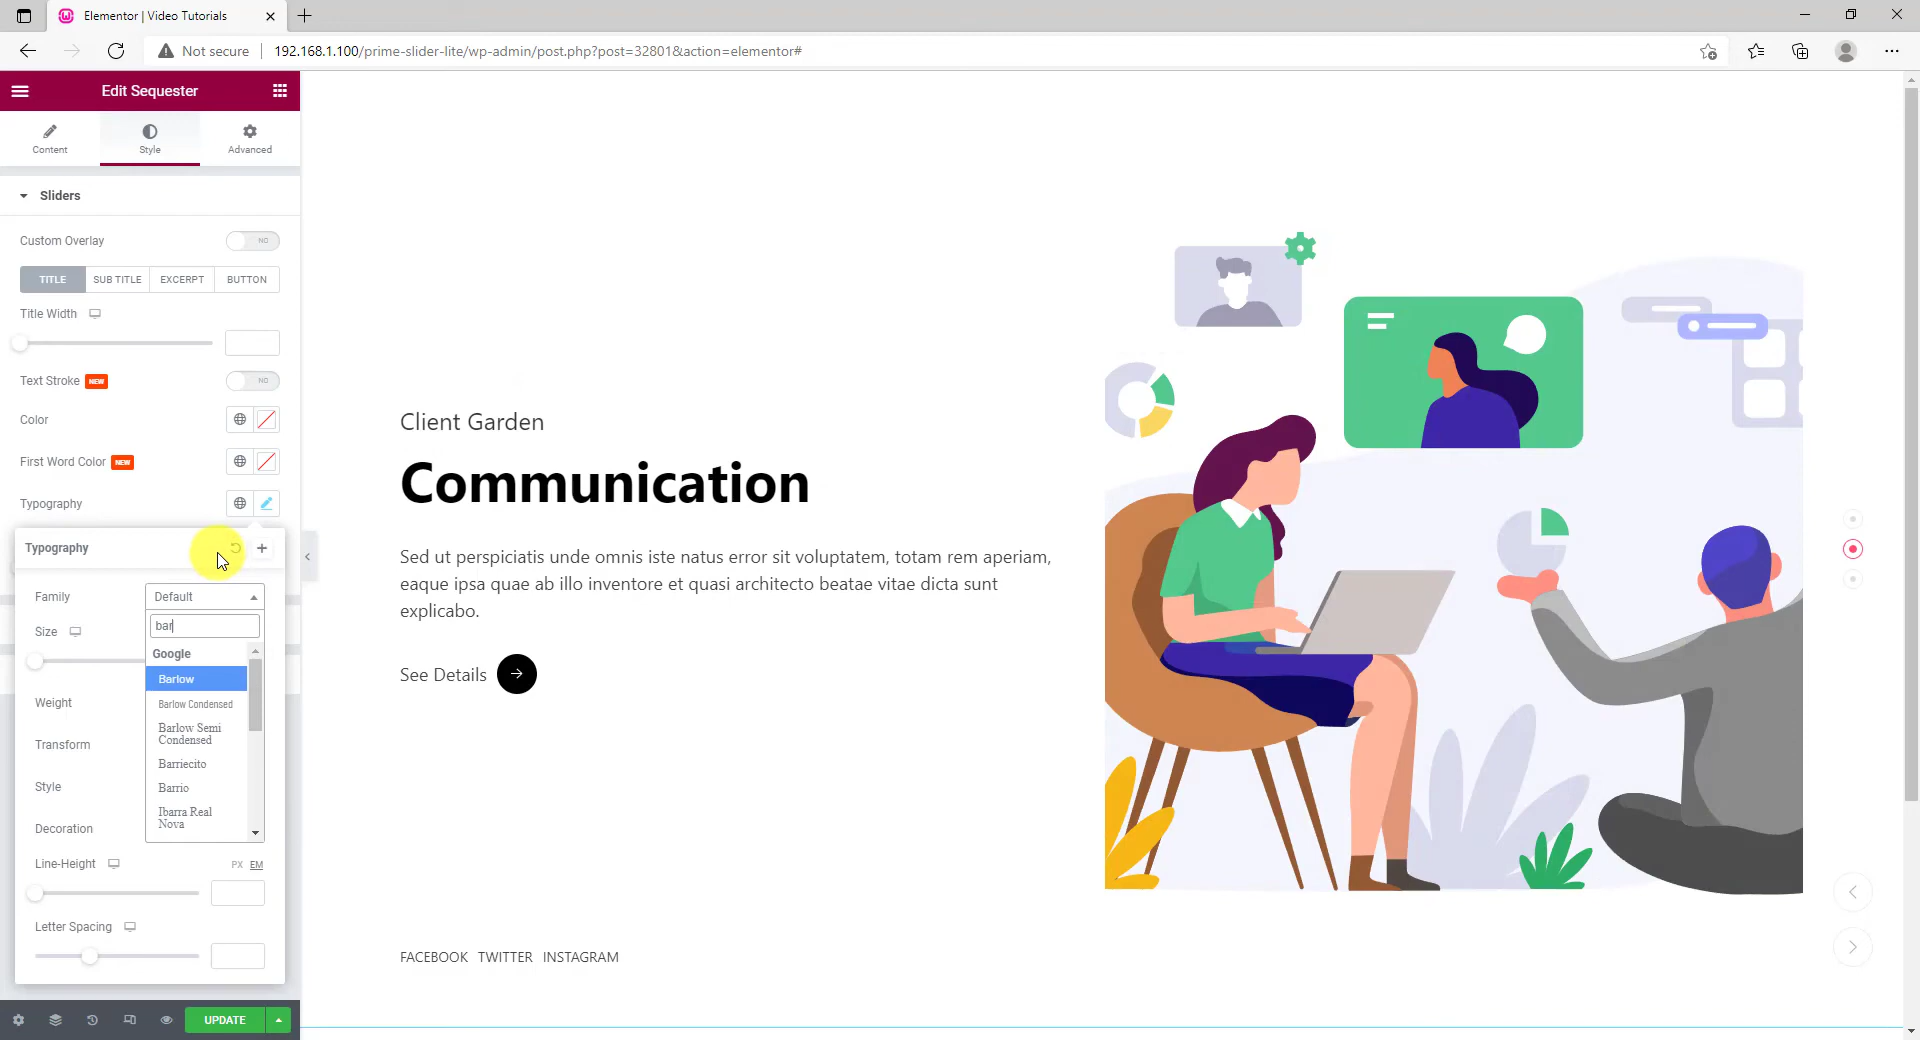 Elementor | Video Tutorials
Not secure
192.168.1.100/prime-slider-lite/wp-admin/post.php?post=32801&action=elementor#
Edit Sequester
Content
Style
Advanced
Sliders
Custom Overlay
NO
TITLE
SUB TITLE
EXCERPT
BUTTON
Title Width
Text Stroke NEW
NO
Color
First Word Color NEW
Typography
Typography
Family
Default
bar
Size
Google
Barlow
Barlow Condensed
Barlow Semi
Condensed
Barriecito
Barrio
Ibarra Real
Nova
Weight
Transform
Style
Decoration
Line-Height
PX EM
Letter Spacing
UPDATE
Client Garden
Communication
Sed ut perspiciatis unde omnis iste natus error sit voluptatem, totam rem aperiam,
eaque ipsa quae ab illo inventore et quasi architecto beatae vitae dicta sunt
explicabo.
See Details
FACEBOOK TWITTER INSTAGRAM